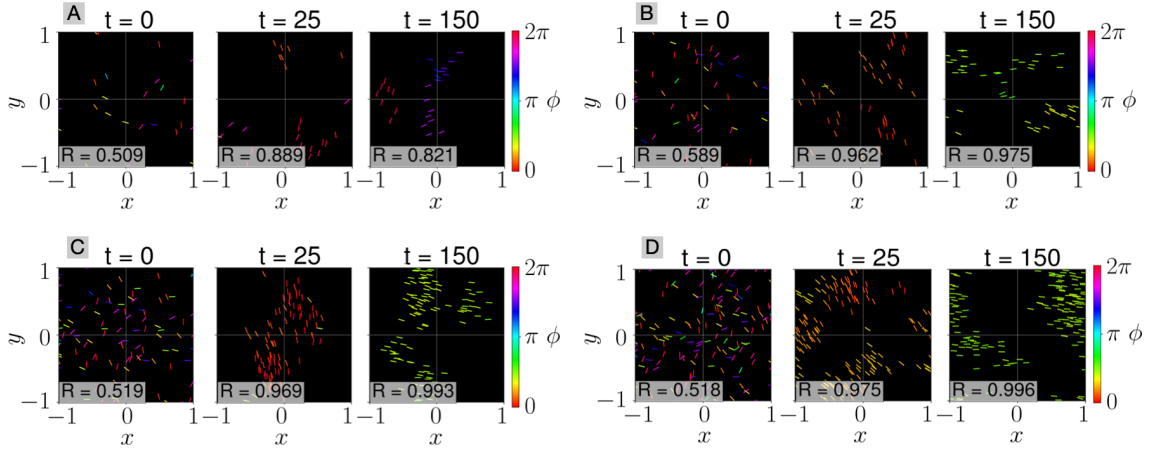 A
t = 0 t = 25 t = 150
1 2π
y 0 π ϕ
−1 0
R = 0.509 R = 0.889 R = 0.821
−1 0 1 −1 0 1 −1 0 1
x x x
B
t = 0 t = 25 t = 150
1 2π
y 0 π ϕ
−1 0
R = 0.589 R = 0.962 R = 0.975
−1 0 1 −1 0 1 −1 0 1
x x x
C
t = 0 t = 25 t = 150
1 2π
y 0 π ϕ
−1 0
R = 0.519 R = 0.969 R = 0.993
−1 0 1 −1 0 1 −1 0 1
x x x
D
t = 0 t = 25 t = 150
1 2π
y 0 π ϕ
−1 0
R = 0.518 R = 0.975 R = 0.996
−1 0 1 −1 0 1 −1 0 1
x x x